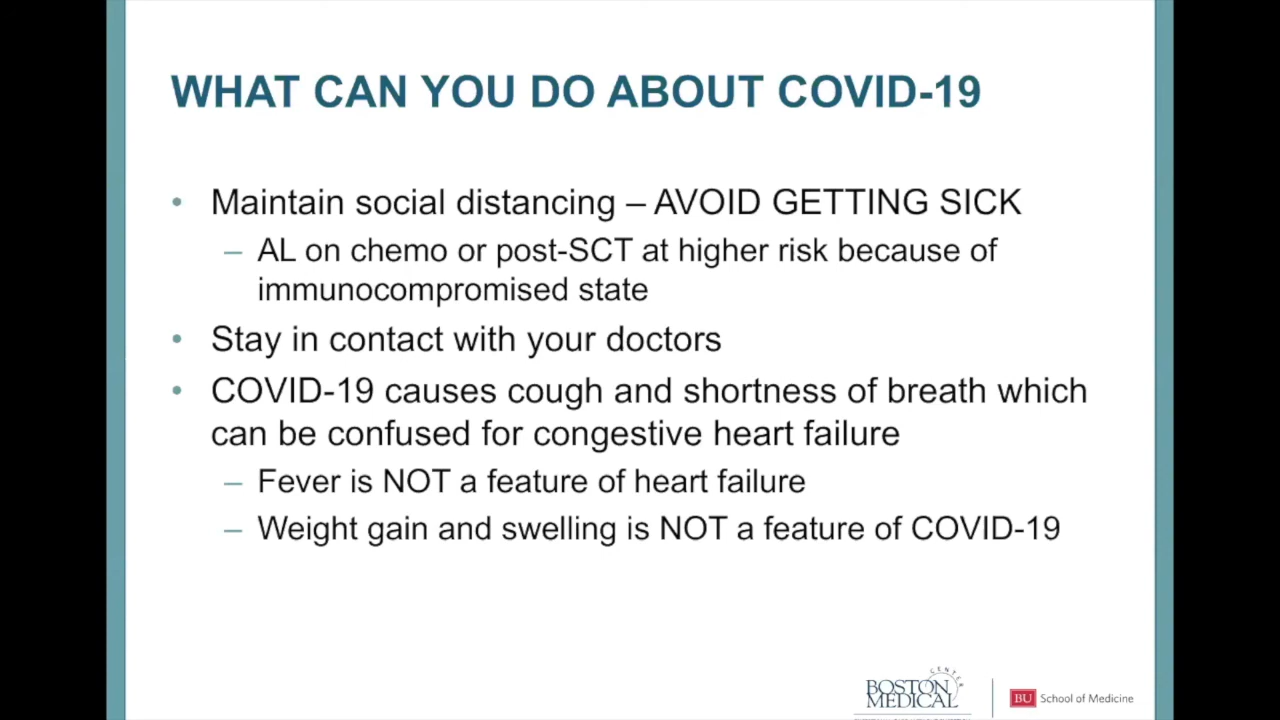 WHAT CAN YOU DO ABOUT COVID-19
• Maintain social distancing – AVOID GETTING SICK
– AL on chemo or post-SCT at higher risk because of
immunocompromised state
• Stay in contact with your doctors
• COVID-19 causes cough and shortness of breath which
can be confused for congestive heart failure
– Fever is NOT a feature of heart failure
– Weight gain and swelling is NOT a feature of COVID-19
BOSTON
MEDICAL
CENTER
BU School of Medicine